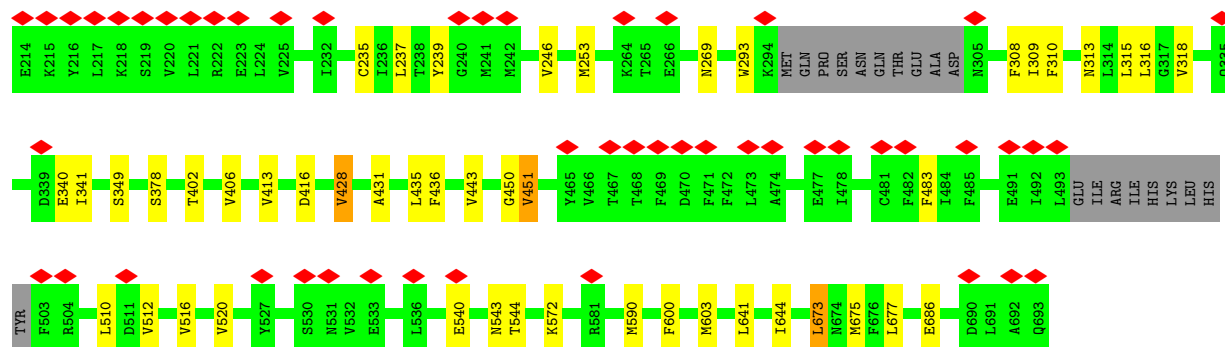 E214 K215 Y216 L217 K218 S219 V220 L221 R222 E223 L224 V225 I232 C235 I236 L237 T238 Y239 G240 M241 M242 V246 M253 K264 T265 E266 N269 W293 K294 MET GLN PRO SER ASN GLN THR GLU ALA ASP N305 F308 I309 F310 N313 L314 L315 L316 G317 V318
D339 E340 I341 S349 S378 T402 V406 V413 D416 V428 A431 L435 F436 V443 G450 V451 Y465 V466 T467 T468 F469 D470 F471 F472 L473 A474 E477 I478 C481 F482 F483 I484 F485 E491 I492 L493 GLU ILE ARG ILE HIS LYS LEU HIS
TYR F503 R504 L510 D511 V512 V516 V520 Y527 S530 N531 V532 E533 L536 E540 N543 T544 K572 R581 M590 F600 M603 L641 I644 L673 N674 M675 F676 L677 E686 D690 L691 A692 Q693